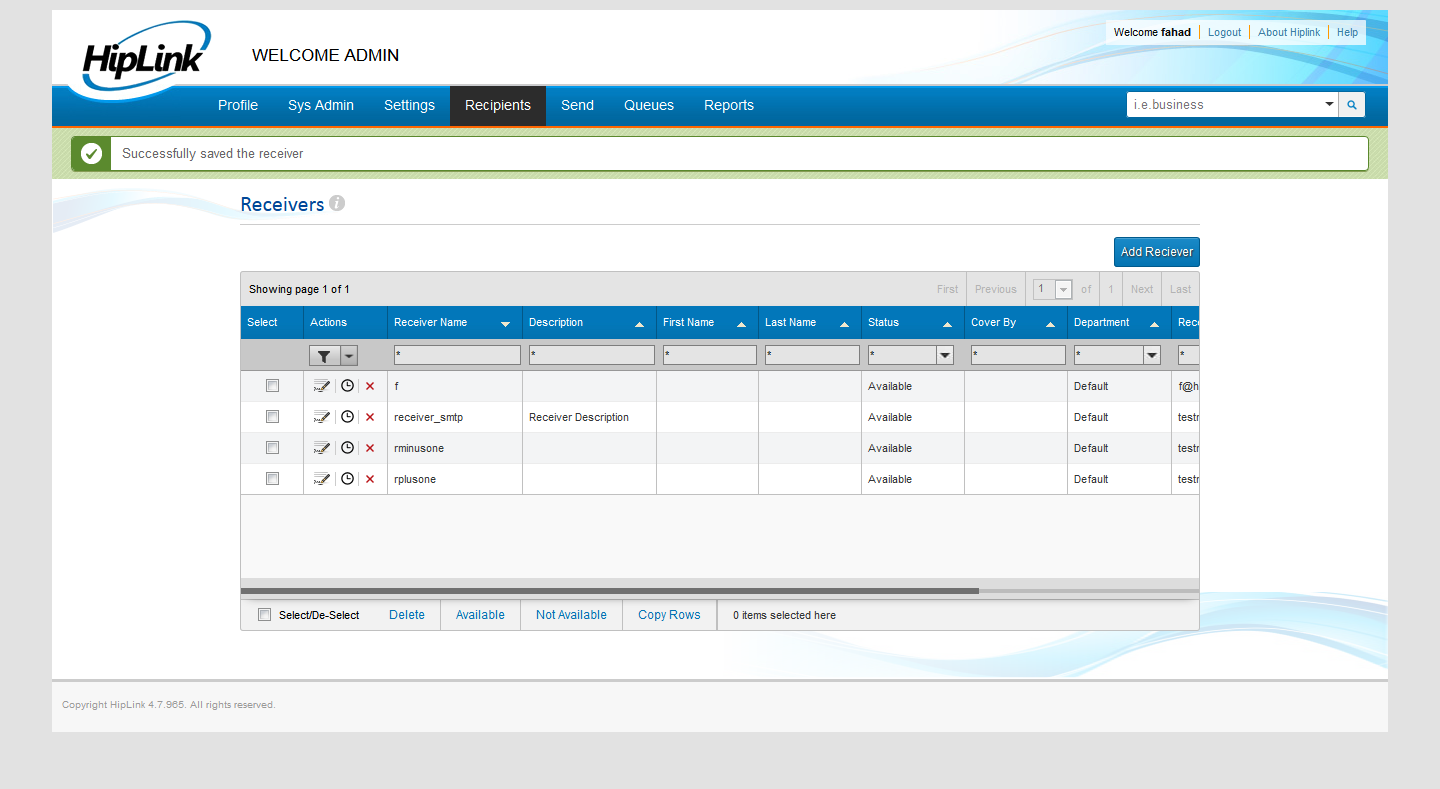 HipLink
WELCOME ADMIN
Welcome fahad Logout About Hiplink Help
Profile Sys Admin Settings Recipients Send Queues Reports i.e.business
Successfully saved the receiver
Receivers i
Add Reciever
Showing page 1 of 1 First Previous 1 of 1 Next Last
Select Actions Receiver Name Description First Name Last Name Status Cover By Department Rece
* * * * * * * *
f Available Default f@h
receiver_smtp Receiver Description Available Default testr
rminusone Available Default testr
rplusone Available Default testr
Select/De-Select Delete Available Not Available Copy Rows 0 items selected here
Copyright HipLink 4.7.965. All rights reserved.